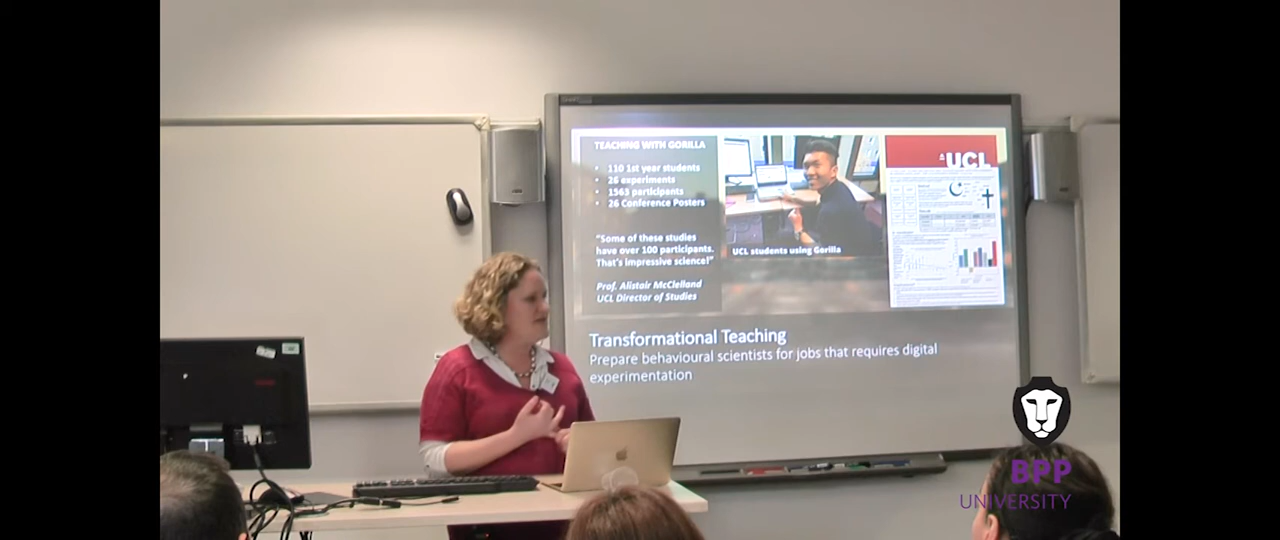 TEACHING WITH GORILLA
• 110 1st year students
• 26 experiments
• 1563 participants
• 26 Conference Posters
"Some of these studies
have over 100 participants.
That's impressive science!"
Prof. Alistair McClelland
UCL Director of Studies
UCL students using Gorilla
UCL
Transformational Teaching
Prepare behavioural scientists for jobs that requires digital
experimentation
BPP
UNIVERSITY